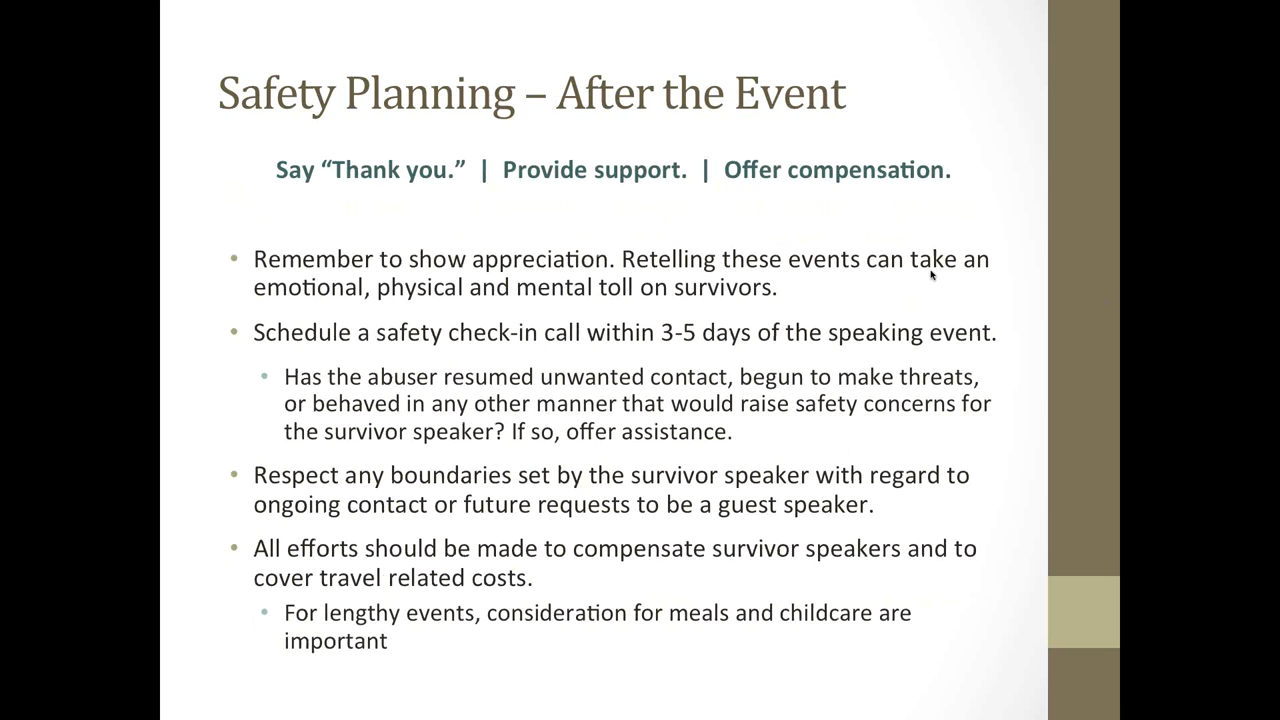 Safety Planning – After the Event
Say “Thank you.” | Provide support. | Offer compensation.
• Remember to show appreciation. Retelling these events can take an
emotional, physical and mental toll on survivors.
• Schedule a safety check-in call within 3-5 days of the speaking event.
• Has the abuser resumed unwanted contact, begun to make threats,
or behaved in any other manner that would raise safety concerns for
the survivor speaker? If so, offer assistance.
• Respect any boundaries set by the survivor speaker with regard to
ongoing contact or future requests to be a guest speaker.
• All efforts should be made to compensate survivor speakers and to
cover travel related costs.
• For lengthy events, consideration for meals and childcare are
important